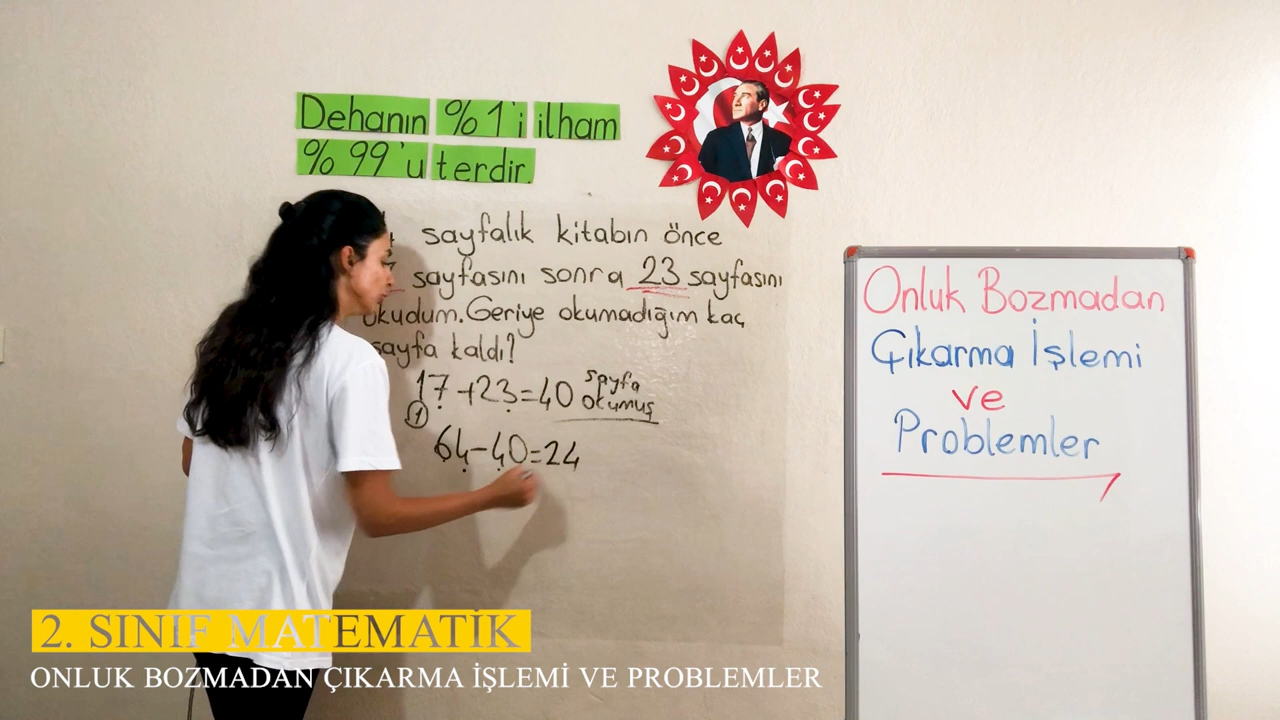 Dehanın %1'i ilham
%99'u terdir.
sayfalık kitabın önce
sayfasını sonra 23 sayfasını
okudum. Geriye okumadığım kaç
sayfa kaldı?
17+23=40 sayfa
okumuş
1
64-40=24
Onluk Bozmadan
Çıkarma İşlemi
ve
Problemler
2. SINIF MATEMATİK
ONLUK BOZMADAN ÇIKARMA İŞLEMİ VE PROBLEMLER